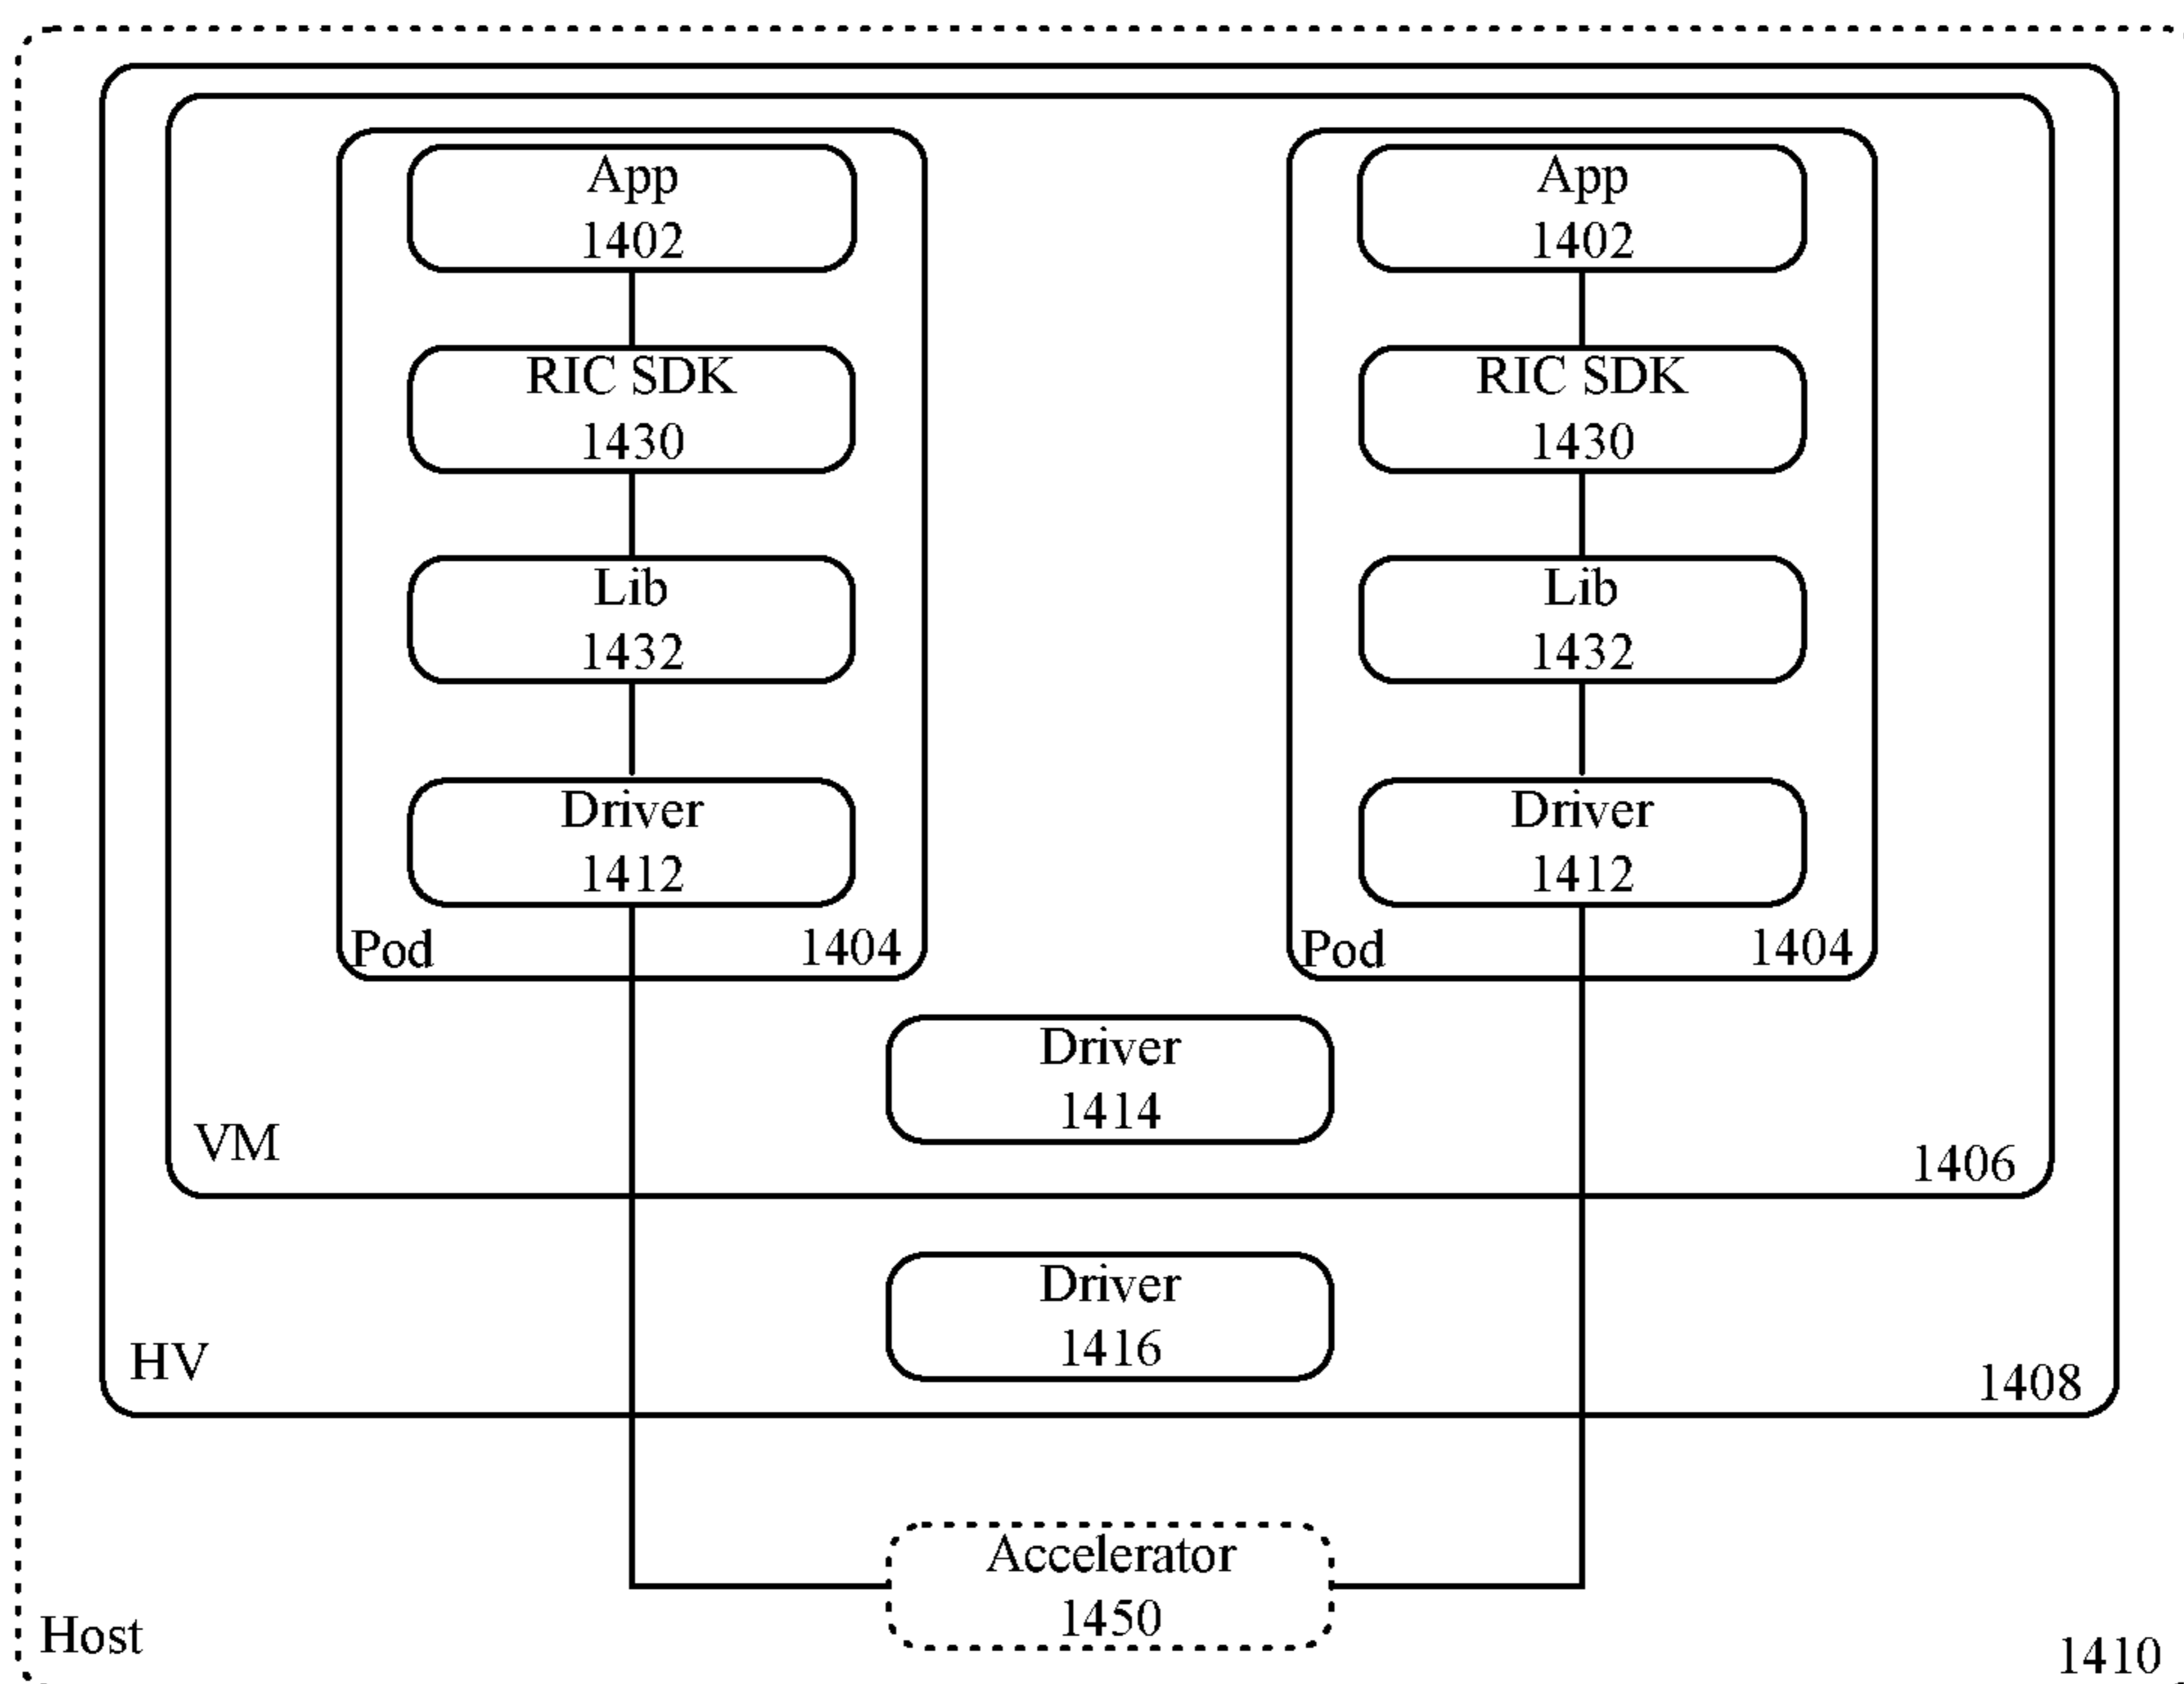 App
1402
RIC SDK
1430
Lib
1432
Driver
1412
Pod 1404
App
1402
RIC SDK
1430
Lib
1432
Driver
1412
Pod 1404
Driver
1414
VM 1406
Driver
1416
HV 1408
Accelerator
1450
Host 1410